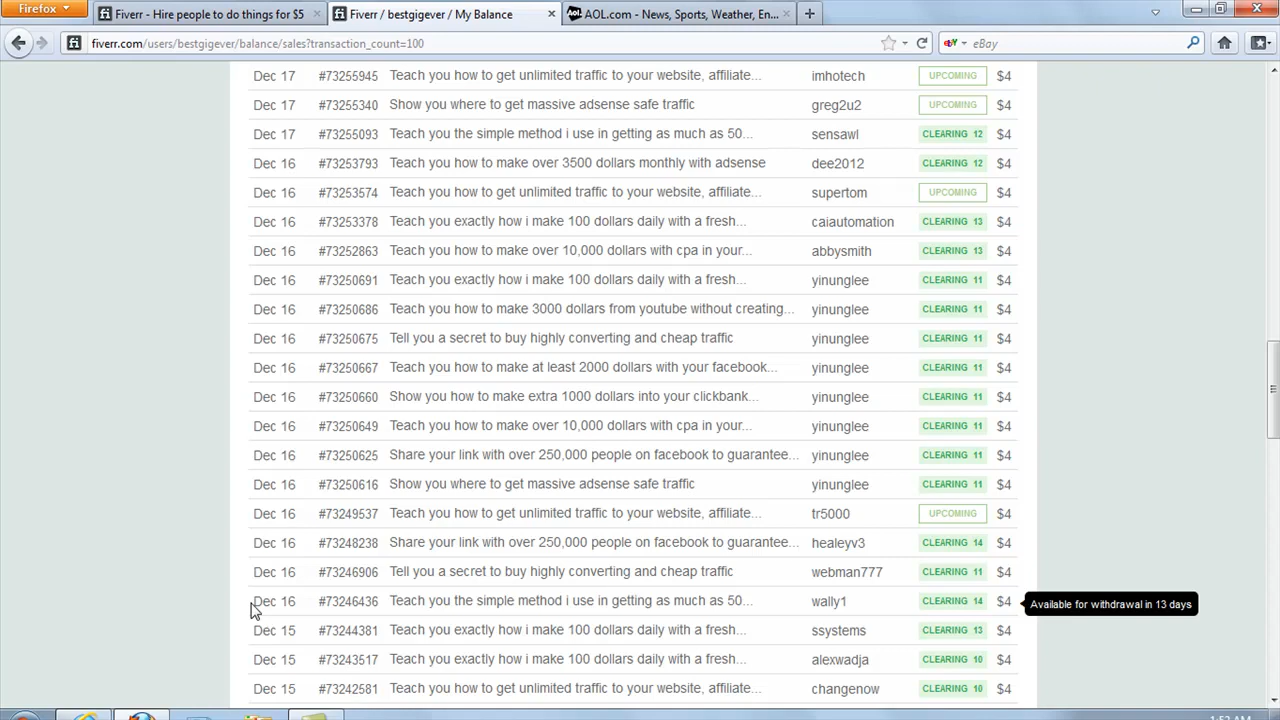 Firefox
Fiverr - Hire people to do things for $5
Fiverr / bestgigever / My Balance
AOL.com - News, Sports, Weather, En...
fiverr.com/users/bestgigever/balance/sales?transaction_count=100
eBay
Dec 17 #73255945 Teach you how to get unlimited traffic to your website, affiliate... imhotech UPCOMING $4
Dec 17 #73255340 Show you where to get massive adsense safe traffic greg2u2 UPCOMING $4
Dec 17 #73255093 Teach you the simple method i use in getting as much as 50... sensawl CLEARING 12 $4
Dec 16 #73253793 Teach you how to make over 3500 dollars monthly with adsense dee2012 CLEARING 12 $4
Dec 16 #73253574 Teach you how to get unlimited traffic to your website, affiliate... supertom UPCOMING $4
Dec 16 #73253378 Teach you exactly how i make 100 dollars daily with a fresh... caiautomation CLEARING 13 $4
Dec 16 #73252863 Teach you how to make over 10,000 dollars with cpa in your... abbysmith CLEARING 13 $4
Dec 16 #73250691 Teach you exactly how i make 100 dollars daily with a fresh... yinunglee CLEARING 11 $4
Dec 16 #73250686 Teach you how to make 3000 dollars from youtube without creating... yinunglee CLEARING 11 $4
Dec 16 #73250675 Tell you a secret to buy highly converting and cheap traffic yinunglee CLEARING 11 $4
Dec 16 #73250667 Teach you how to make at least 2000 dollars with your facebook... yinunglee CLEARING 11 $4
Dec 16 #73250660 Show you how to make extra 1000 dollars into your clickbank... yinunglee CLEARING 11 $4
Dec 16 #73250649 Teach you how to make over 10,000 dollars with cpa in your... yinunglee CLEARING 11 $4
Dec 16 #73250625 Share your link with over 250,000 people on facebook to guarantee... yinunglee CLEARING 11 $4
Dec 16 #73250616 Show you where to get massive adsense safe traffic yinunglee CLEARING 11 $4
Dec 16 #73249537 Teach you how to get unlimited traffic to your website, affiliate... tr5000 UPCOMING $4
Dec 16 #73248238 Share your link with over 250,000 people on facebook to guarantee... healeyv3 CLEARING 14 $4
Dec 16 #73246906 Tell you a secret to buy highly converting and cheap traffic webman777 CLEARING 11 $4
Dec 16 #73246436 Teach you the simple method i use in getting as much as 50... wally1 CLEARING 14 $4 Available for withdrawal in 13 days
Dec 15 #73244381 Teach you exactly how i make 100 dollars daily with a fresh... ssystems CLEARING 13 $4
Dec 15 #73243517 Teach you exactly how i make 100 dollars daily with a fresh... alexwadja CLEARING 10 $4
Dec 15 #73242581 Teach you how to get unlimited traffic to your website, affiliate... changenow CLEARING 10 $4